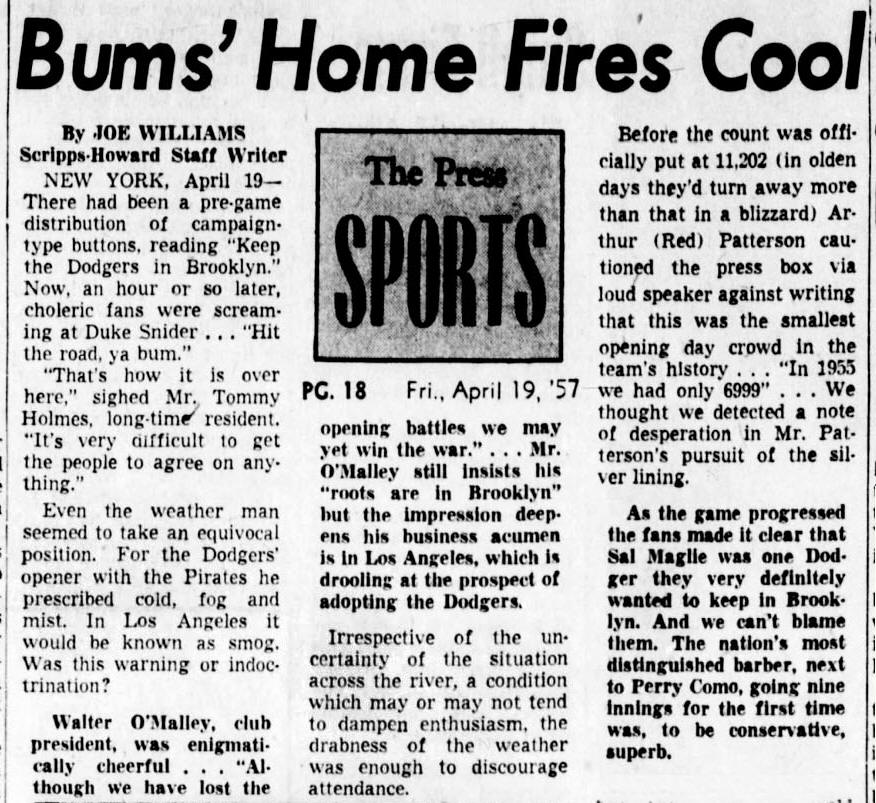 Bums' Home Fires Cool
By JOE WILLIAMS
Scripps-Howard Staff Writer
NEW YORK, April 19—
There had been a pre-game
distribution of campaign-
type buttons, reading "Keep
the Dodgers in Brooklyn."
Now, an hour or so later,
choleric fans were scream-
ing at Duke Snider . . . "Hit
the road, ya bum."
"That's how it is over
here," sighed Mr. Tommy
Holmes, long-time resident.
"It's very difficult to get
the people to agree on any-
thing."
Even the weather man
seemed to take an equivocal
position. For the Dodgers'
opener with the Pirates he
prescribed cold, fog and
mist. In Los Angeles it
would be known as smog.
Was this warning or indoc-
trination?
Walter O'Malley, club
president, was enigmati-
cally cheerful . . . "Al-
though we have lost the
The Press
SPORTS
PG. 18 Fri., April 19, '57
opening battles we may
yet win the war." . . . Mr.
O'Malley still insists his
"roots are in Brooklyn"
but the impression deep-
ens his business acumen
is in Los Angeles, which is
drooling at the prospect of
adopting the Dodgers.
Irrespective of the un-
certainty of the situation
across the river, a condition
which may or may not tend
to dampen enthusiasm, the
drabness of the weather
was enough to discourage
attendance.
Before the count was offi-
cially put at 11,202 (in olden
days they'd turn away more
than that in a blizzard) Ar-
thur (Red) Patterson cau-
tioned the press box via
loud speaker against writing
that this was the smallest
opening day crowd in the
team's history . . . "In 1955
we had only 6999" . . . We
thought we detected a note
of desperation in Mr. Pat-
terson's pursuit of the sil-
ver lining.
As the game progressed
the fans made it clear that
Sal Maglie was one Dod-
ger they very definitely
wanted to keep in Brook-
lyn. And we can't blame
them. The nation's most
distinguished barber, next
to Perry Como, going nine
innings for the first time
was, to be conservative,
superb.